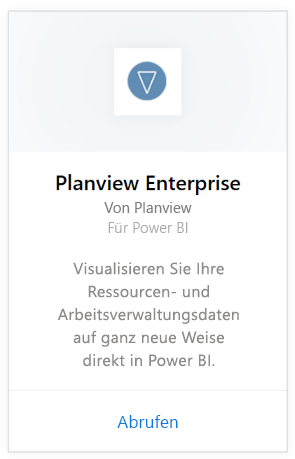 Planview Enterprise
Von Planview
Für Power BI
Visualisieren Sie Ihre
Ressourcen- und
Arbeitsverwaltungsdaten
auf ganz neue Weise
direkt in Power BI.
Abrufen